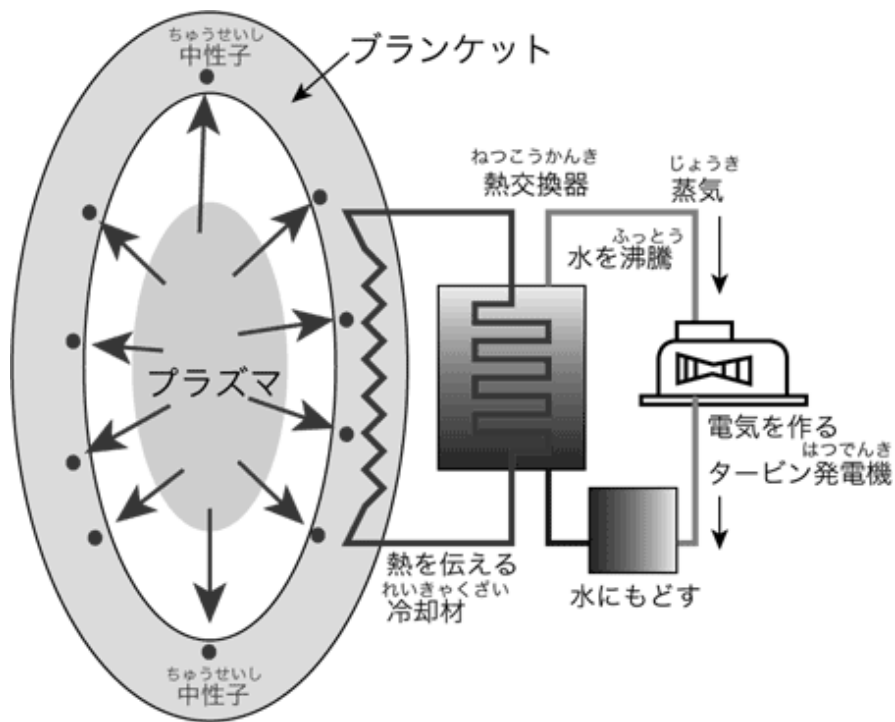 ちゅうせいし
中性子
ブランケット
ねつこうかんき
熱交換器
じょうき
蒸気
ふっとう
水を沸騰
プラズマ
電気を作る
はつでんき
タービン発電機
熱を伝える
れいきゃくざい
冷却材
水にもどす
ちゅうせいし
中性子